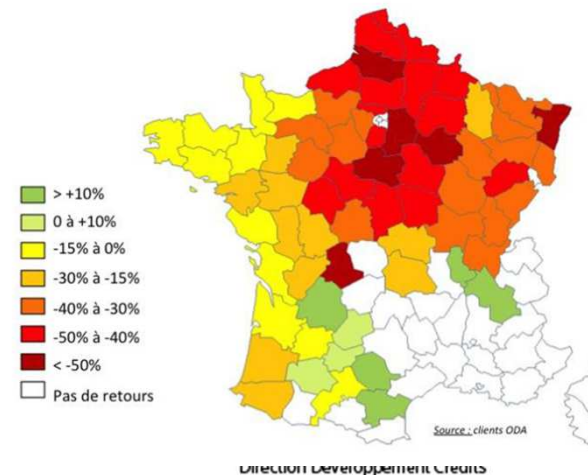 > +10%
0 à +10%
-15% à 0%
-30% à -15%
-40% à -30%
-50% à -40%
< -50%
Pas de retours
Source : clients ODA
Direction Développement Crédits